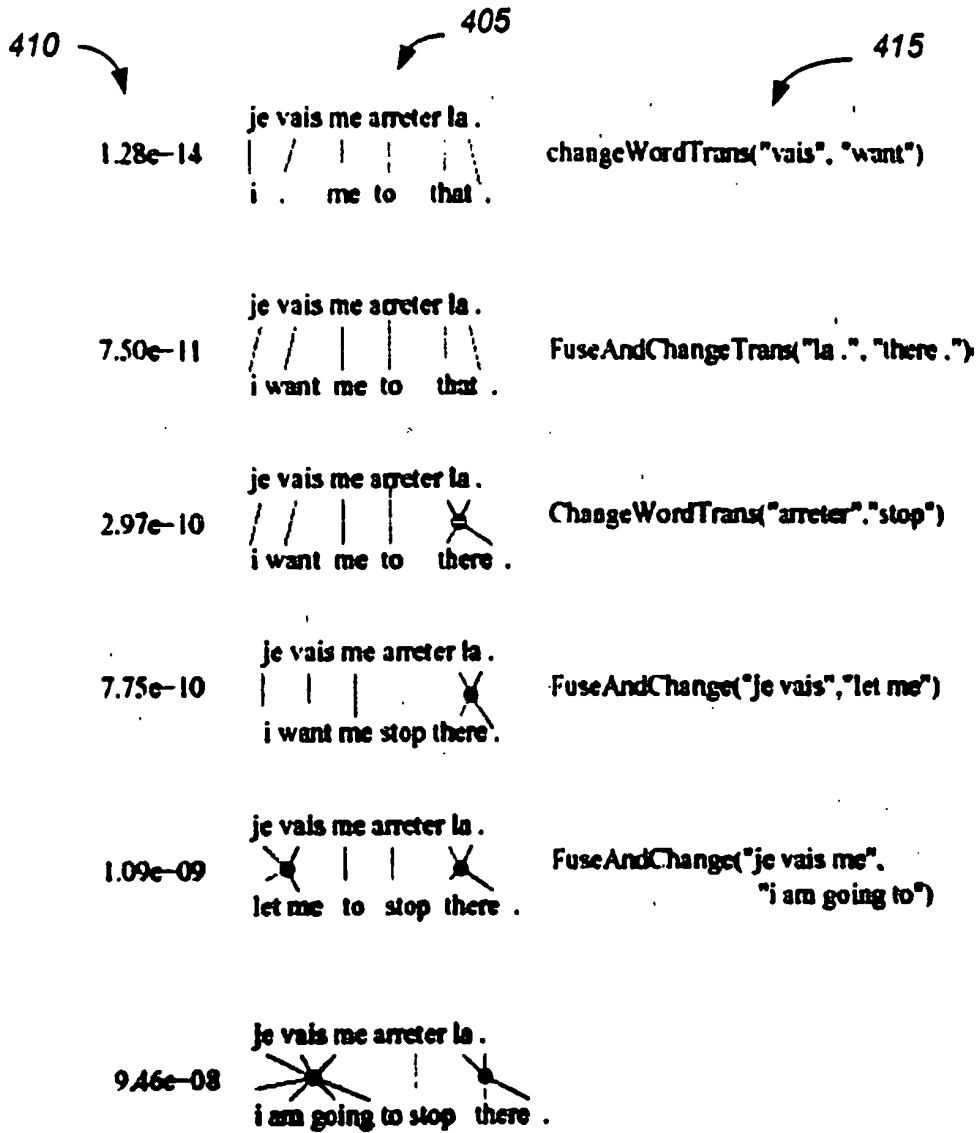 410 405 415
je vais me arreter la .
1.28e-14 changeWordTrans("vais", "want")
i . me to that .
je vais me arreter la .
7.50e-11 FuseAndChangeTrans("la .", "there .")
i want me to that .
je vais me arreter la .
2.97e-10 ChangeWordTrans("arreter","stop")
i want me to there .
je vais me arreter la .
7.75e-10 FuseAndChange("je vais","let me")
i want me stop there .
je vais me arreter la .
1.09e-09 FuseAndChange("je vais me",
"i am going to")
let me to stop there .
je vais me arreter la .
9.46e-08
i am going to stop there .